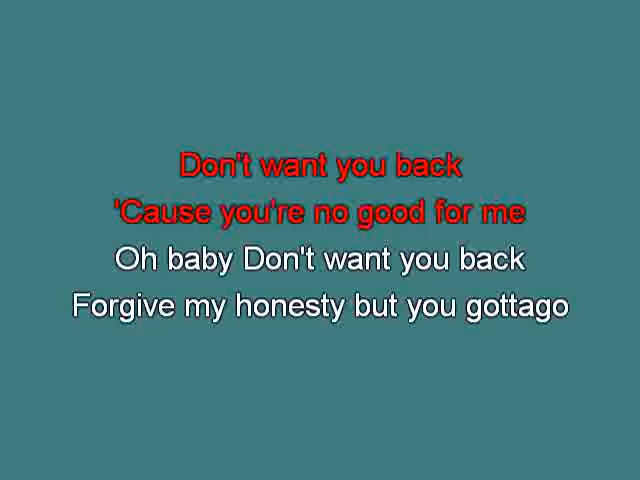 Don't want you back
'Cause you're no good for me
Oh baby Don't want you back
Forgive my honesty but you gottago